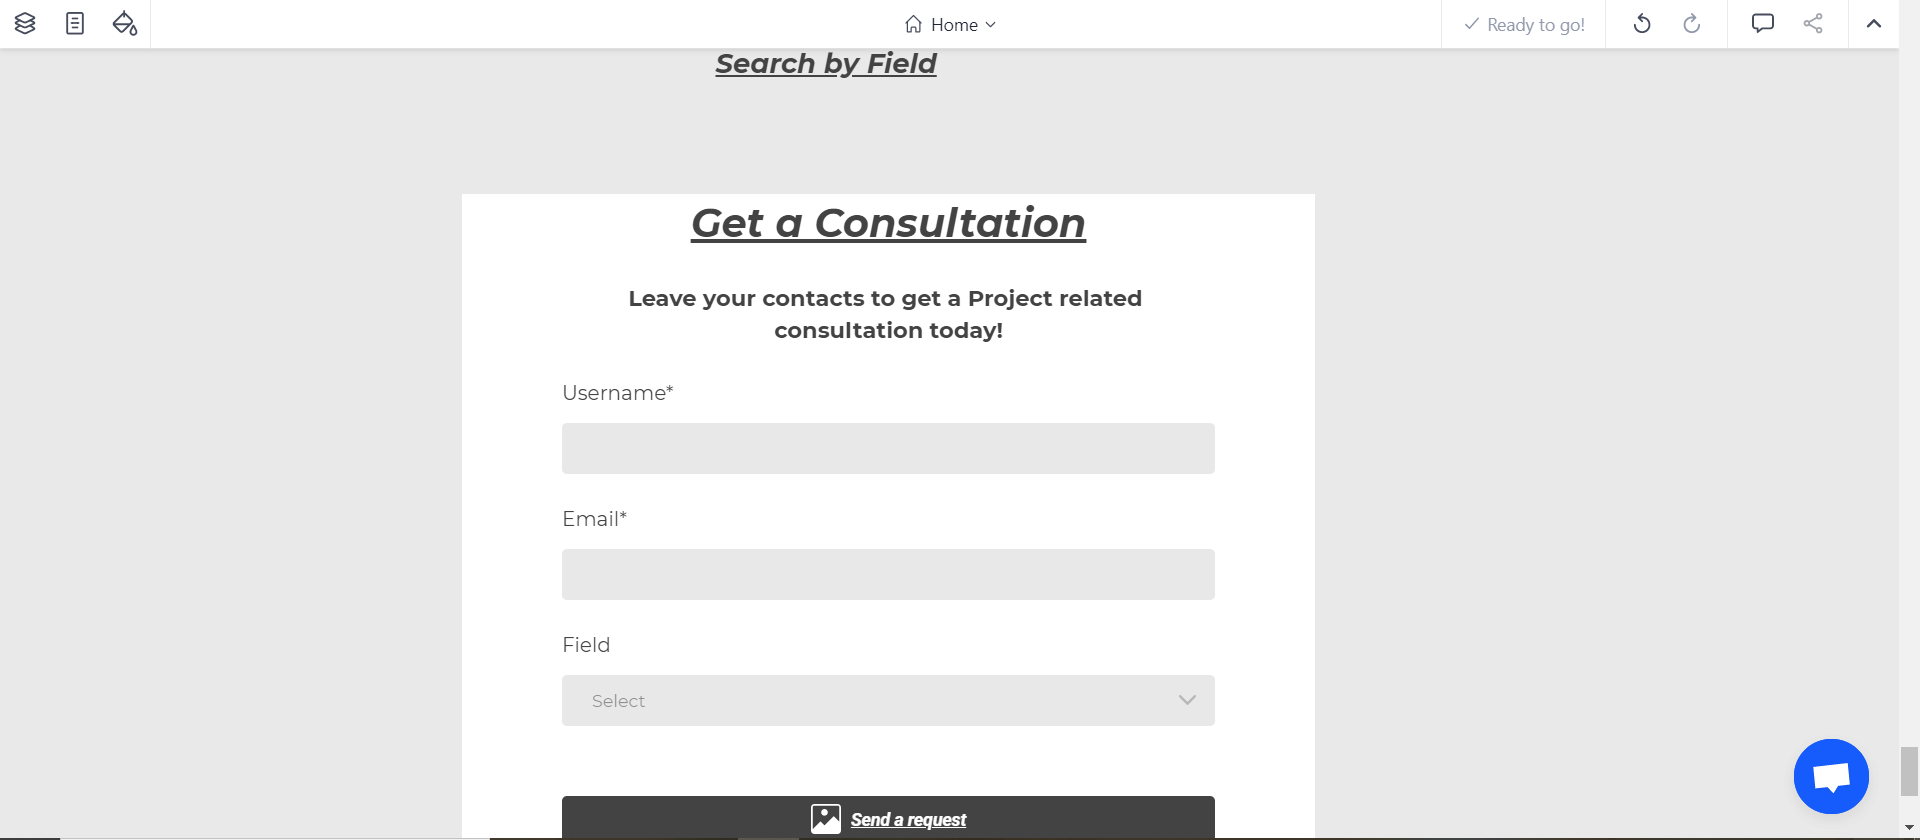 Home
Ready to go!
Search by Field
Get a Consultation
Leave your contacts to get a Project related
consultation today!
Username*
Email*
Field
Select
Send a request